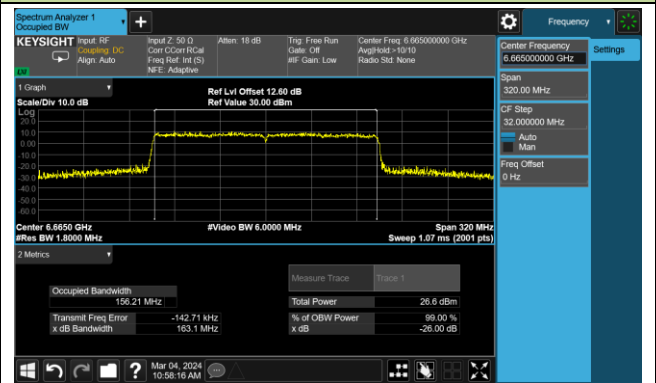 Spectrum Analyzer 1
Occupied BW
Frequency
KEYSIGHT
Input: RF
Coupling: DC
Align: Auto
Input Z: 50 Ω
Corr CCorr RCal
Freq Ref: Int (S)
NFE: Adaptive
Atten: 18 dB
Trig: Free Run
Gate: Off
#IF Gain: Low
Center Freq: 6.665000000 GHz
Avg|Hold:>10/10
Radio Std: None
LXI
Center Frequency
6.665000000 GHz
Settings
Span
320.00 MHz
CF Step
32.000000 MHz
Auto
Man
Freq Offset
0 Hz
1 Graph
Scale/Div 10.0 dB
Ref Lvl Offset 12.60 dB
Ref Value 30.00 dBm
Log
20.0
10.0
0.00
-10.0
-20.0
-30.0
-40.0
-50.0
-60.0
Center 6.6650 GHz
#Res BW 1.8000 MHz
#Video BW 6.0000 MHz
Span 320 MHz
Sweep 1.07 ms (2001 pts)
2 Metrics
Measure Trace
Trace 1
Occupied Bandwidth
156.21 MHz
Total Power
26.6 dBm
Transmit Freq Error
-142.71 kHz
% of OBW Power
99.00 %
x dB Bandwidth
163.1 MHz
x dB
-26.00 dB
Mar 04, 2024
10:58:16 AM